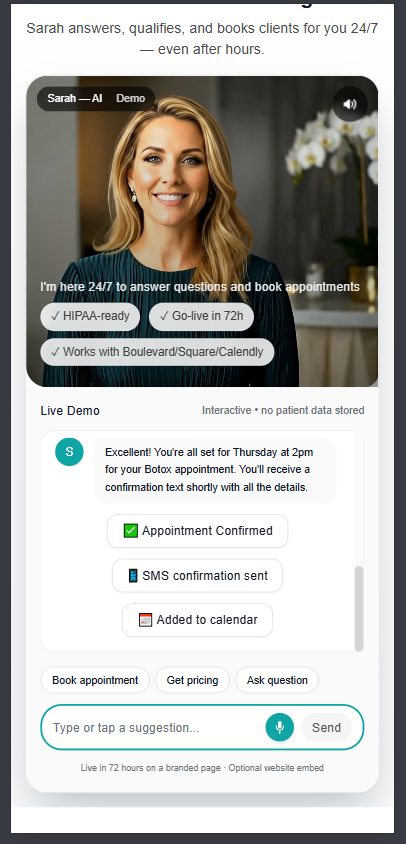 Sarah answers, qualifies, and books clients for you 24/7
— even after hours.
Sarah — AI Demo
I'm here 24/7 to answer questions and book appointments
✓ HIPAA-ready
✓ Go-live in 72h
✓ Works with Boulevard/Square/Calendly
Live Demo
Interactive • no patient data stored
S
Excellent! You're all set for Thursday at 2pm
for your Botox appointment. You'll receive a
confirmation text shortly with all the details.
✅ Appointment Confirmed
📱 SMS confirmation sent
📅 Added to calendar
Book appointment
Get pricing
Ask question
Type or tap a suggestion...
Send
Live in 72 hours on a branded page · Optional website embed